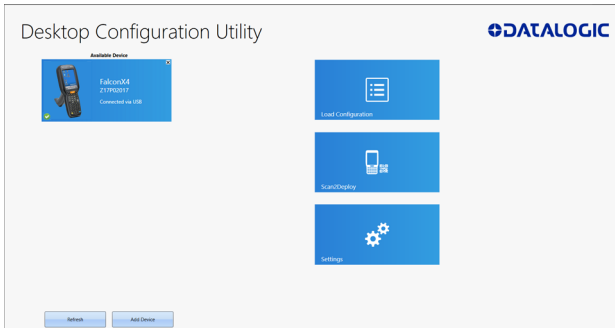 Desktop Configuration Utility
DATALOGIC
Available Device
FalconX4
Z17P02017
Connected via USB
Load Configuration
Scan2Deploy
Settings
Refresh
Add Device